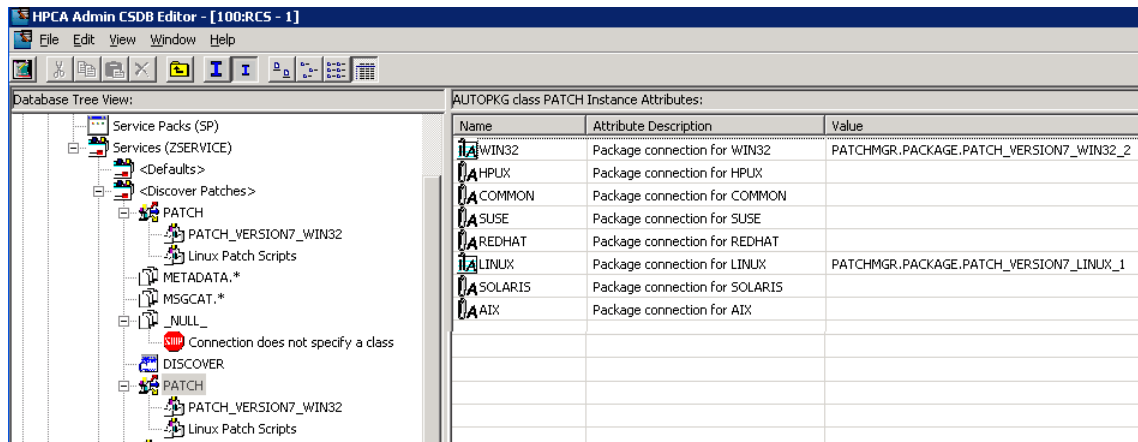 HPCA Admin CSDB Editor - [100:RCS - 1]
File Edit View Window Help
Database Tree View:
Service Packs (SP)
Services (ZSERVICE)
<Defaults>
<Discover Patches>
PATCH
PATCH_VERSION7_WIN32
Linux Patch Scripts
METADATA.*
MSGCAT.*
_NULL_
STOP Connection does not specify a class
DISCOVER
PATCH
PATCH_VERSION7_WIN32
Linux Patch Scripts
AUTOPKG class PATCH Instance Attributes:
Name Attribute Description Value
WIN32 Package connection for WIN32 PATCHMGR.PACKAGE.PATCH_VERSION7_WIN32_2
HPUX Package connection for HPUX
COMMON Package connection for COMMON
SUSE Package connection for SUSE
REDHAT Package connection for REDHAT
LINUX Package connection for LINUX PATCHMGR.PACKAGE.PATCH_VERSION7_LINUX_1
SOLARIS Package connection for SOLARIS
AIX Package connection for AIX